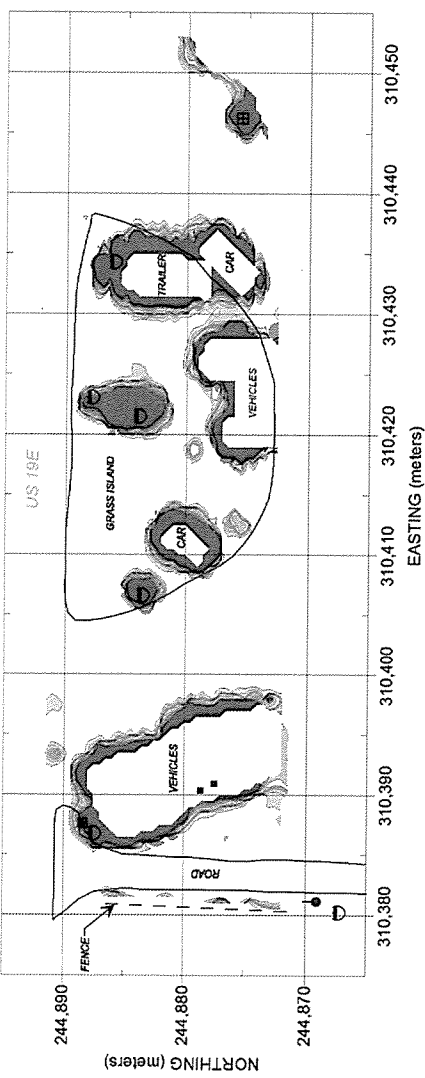 US 19E
GRASS ISLAND
FENCE
ROAD
VEHICLES
CAR
VEHICLES
TRAILER
CAR
244,890
244,880
244,870
NORTHING (meters)
310,380
310,390
310,400
310,410
310,420
310,430
310,440
310,450
EASTING (meters)